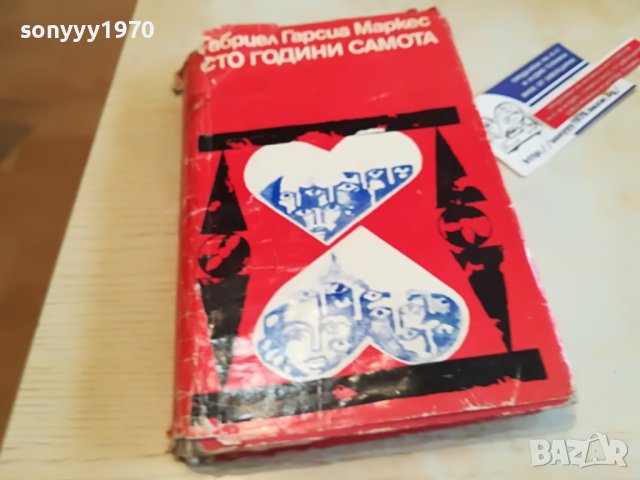 sonyyy1970
Габриел Гарсиа Маркес
СТО ГОДИНИ САМОТА
BAZAR